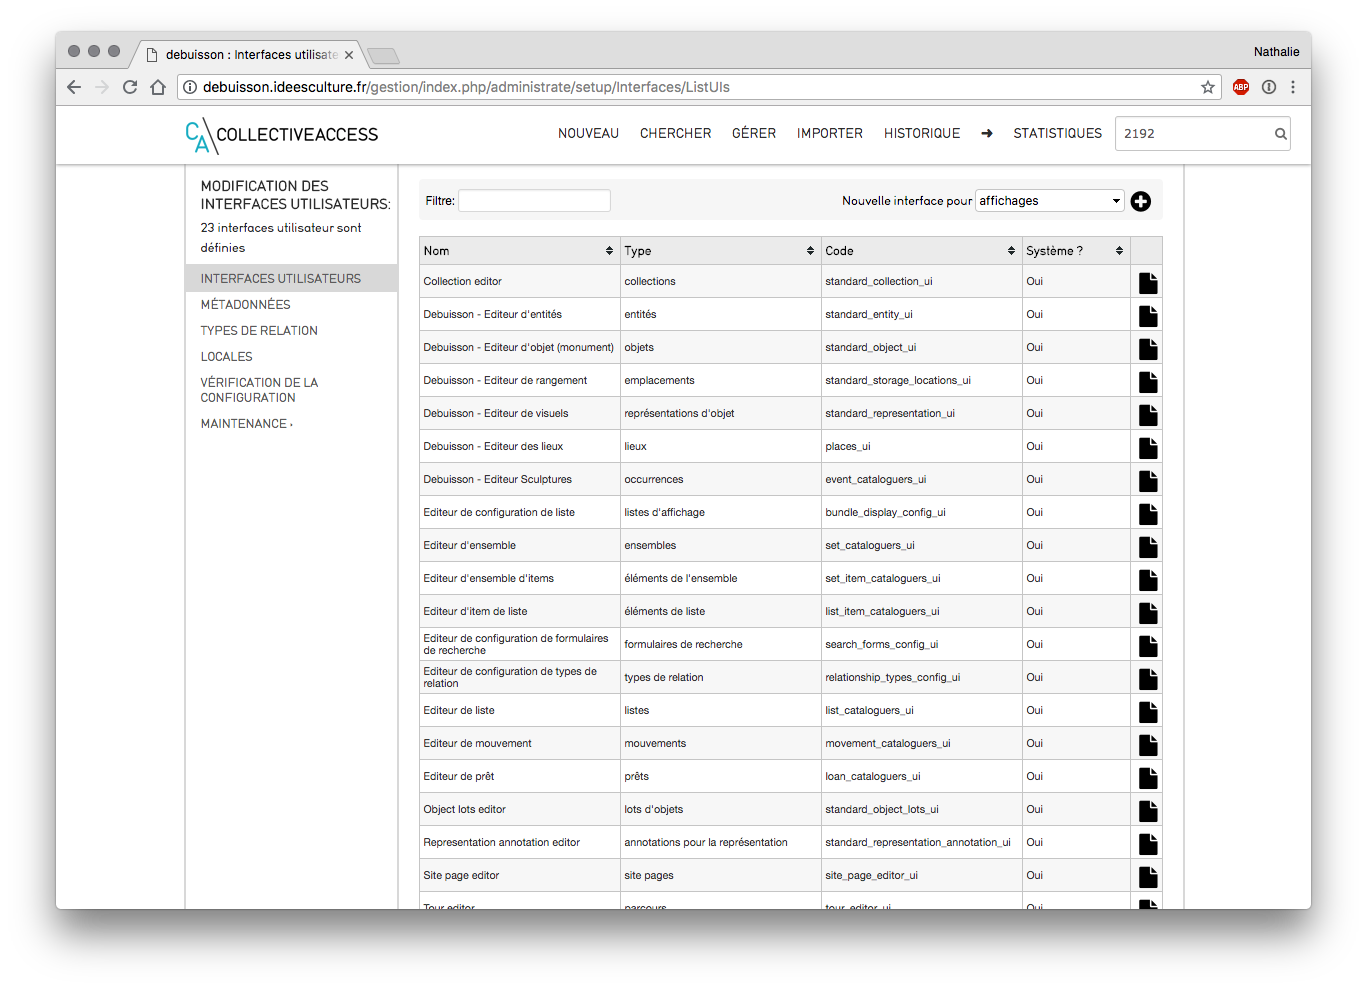 debuisson : Interfaces utilisate
Nathalie
debuisson.ideesculture.fr/gestion/index.php/administrate/setup/Interfaces/ListUIs
ABP
CA COLLECTIVEACCESS
NOUVEAU CHERCHER GÉRER IMPORTER HISTORIQUE ➔ STATISTIQUES 2192
MODIFICATION DES
INTERFACES UTILISATEURS:
23 interfaces utilisateur sont
définies
INTERFACES UTILISATEURS
MÉTADONNÉES
TYPES DE RELATION
LOCALES
VÉRIFICATION DE LA
CONFIGURATION
MAINTENANCE ›
Filtre: Nouvelle interface pour affichages
Nom Type Code Système ?
Collection editor collections standard_collection_ui Oui
Debuisson - Editeur d'entités entités standard_entity_ui Oui
Debuisson - Editeur d'objet (monument) objets standard_object_ui Oui
Debuisson - Editeur de rangement emplacements standard_storage_locations_ui Oui
Debuisson - Editeur de visuels représentations d'objet standard_representation_ui Oui
Debuisson - Editeur des lieux lieux places_ui Oui
Debuisson - Editeur Sculptures occurrences event_cataloguers_ui Oui
Editeur de configuration de liste listes d'affichage bundle_display_config_ui Oui
Editeur d'ensemble ensembles set_cataloguers_ui Oui
Editeur d'ensemble d'items éléments de l'ensemble set_item_cataloguers_ui Oui
Editeur d'item de liste éléments de liste list_item_cataloguers_ui Oui
Editeur de configuration de formulaires
de recherche formulaires de recherche search_forms_config_ui Oui
Editeur de configuration de types de
relation types de relation relationship_types_config_ui Oui
Editeur de liste listes list_cataloguers_ui Oui
Editeur de mouvement mouvements movement_cataloguers_ui Oui
Editeur de prêt prêts loan_cataloguers_ui Oui
Object lots editor lots d'objets standard_object_lots_ui Oui
Representation annotation editor annotations pour la représentation standard_representation_annotation_ui Oui
Site page editor site pages site_page_editor_ui Oui
Tour editor parcours tour_editor_ui Oui